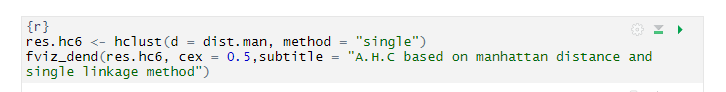 {r}
res.hc6 <- hclust(d = dist.man, method = "single")
fviz_dend(res.hc6, cex = 0.5,subtitle = "A.H.C based on manhattan distance and
single linkage method")